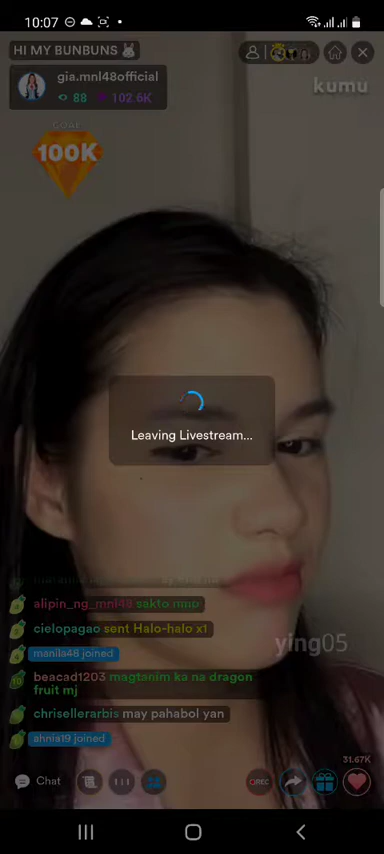 10:07
HI MY BUNBUNS
gia.mnl48official
88 102.6K
kumu
GOAL
100K
Leaving Livestream...
alipin_ng_mnl48 sakto mnb
cielopagao sent Halo-halo x1
ying05
manila48 joined
beacad1203 magtanim ka na dragon
fruit mj
chrisellerarbis may pahabol yan
ahnia19 joined
31.67K
Chat
REC